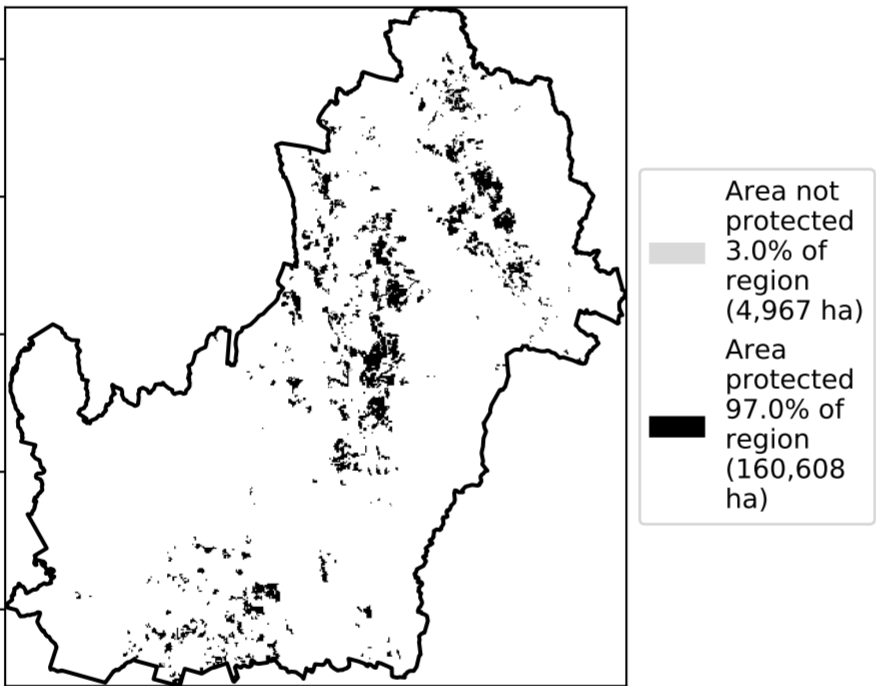 Area not
protected
3.0% of
region
(4,967 ha)
Area
protected
97.0% of
region
(160,608
ha)